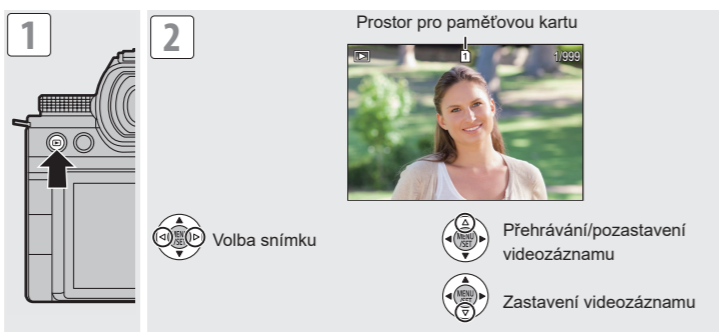 1
2
Prostor pro paměťovou kartu
1
1/999
MENU
/SET
Volba snímku
MENU
/SET
Přehrávání/pozastavení
videozáznamu
MENU
/SET
Zastavení videozáznamu